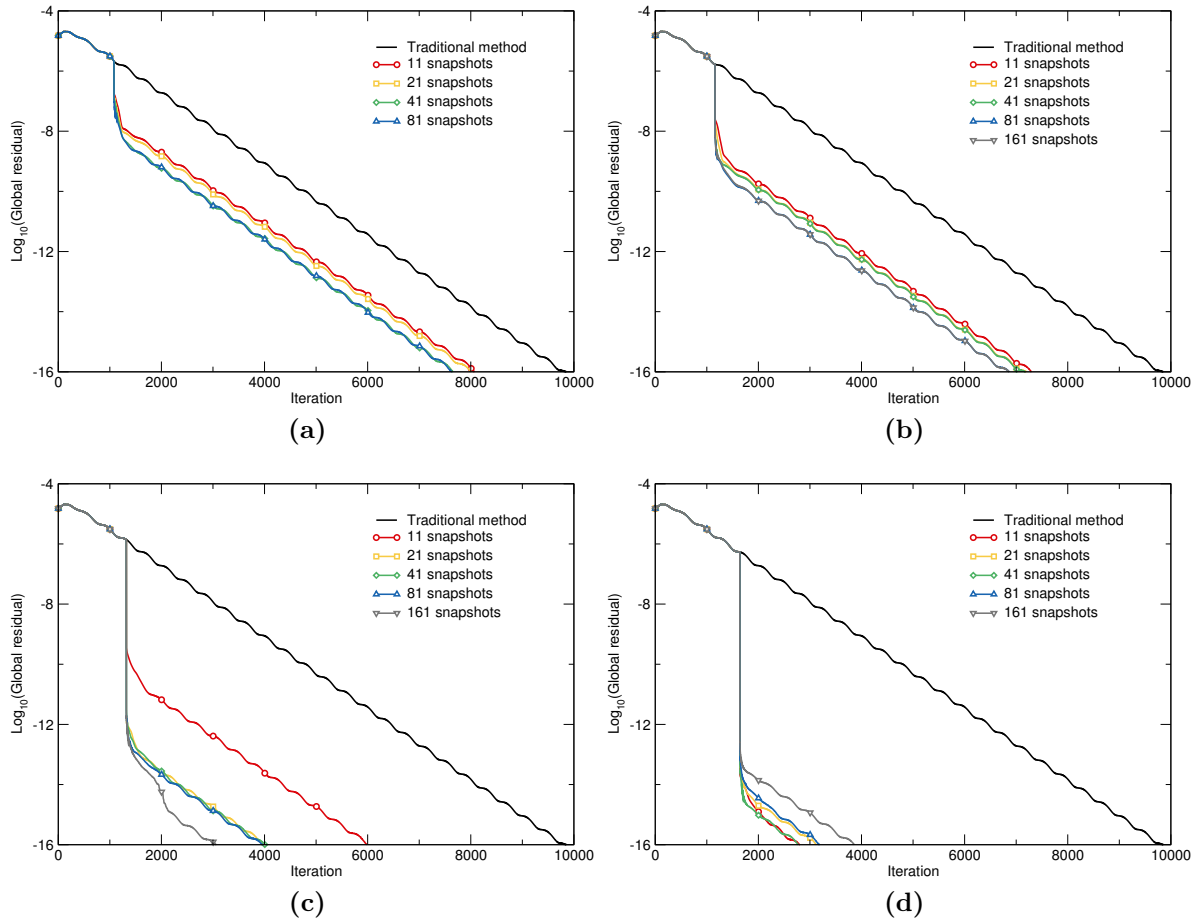 -4
-8
-12
-16
Log10(Global residual)
0
2000
4000
6000
8000
10000
Iteration
Traditional method
11 snapshots
21 snapshots
41 snapshots
81 snapshots
(a)
-4
-8
-12
-16
Log10(Global residual)
0
2000
4000
6000
8000
10000
Iteration
Traditional method
11 snapshots
21 snapshots
41 snapshots
81 snapshots
161 snapshots
(b)
-4
-8
-12
-16
Log10(Global residual)
0
2000
4000
6000
8000
10000
Iteration
Traditional method
11 snapshots
21 snapshots
41 snapshots
81 snapshots
161 snapshots
(c)
-4
-8
-12
-16
Log10(Global residual)
0
2000
4000
6000
8000
10000
Iteration
Traditional method
11 snapshots
21 snapshots
41 snapshots
81 snapshots
161 snapshots
(d)